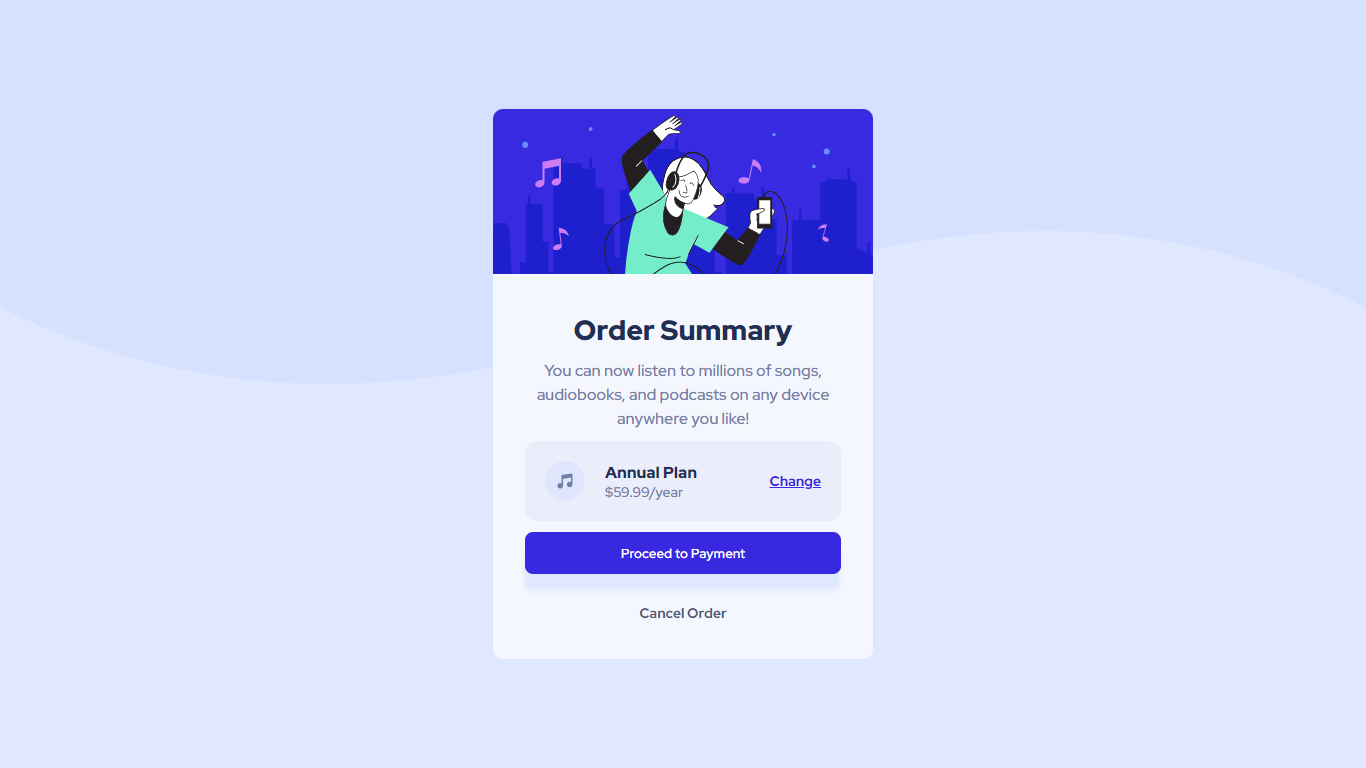 Order Summary
You can now listen to millions of songs,
audiobooks, and podcasts on any device
anywhere you like!
Annual Plan
$59.99/year
Change
Proceed to Payment
Cancel Order